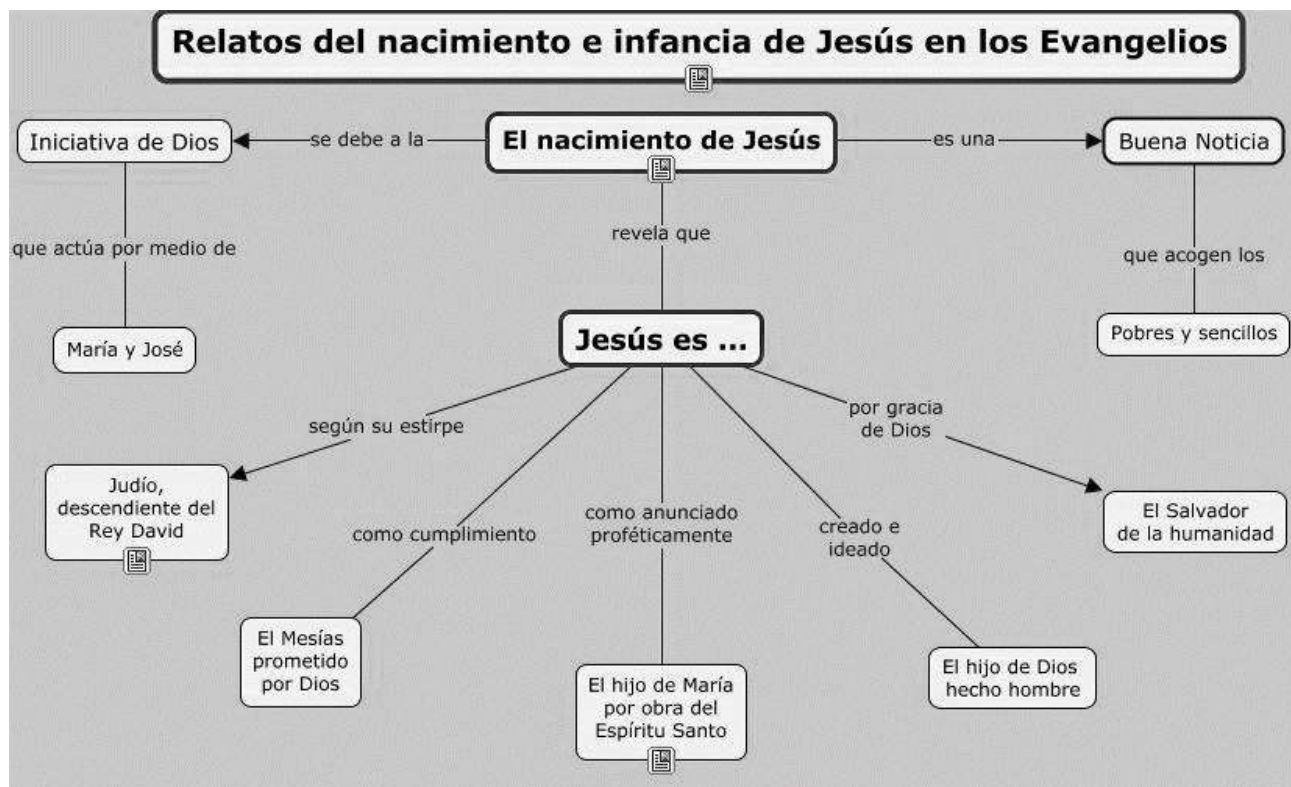 Relatos del nacimiento e infancia de Jesús en los Evangelios
Iniciativa de Dios
se debe a la
El nacimiento de Jesús
es una
Buena Noticia
que actúa por medio de
revela que
que acogen los
María y José
Jesús es ...
Pobres y sencillos
según su estirpe
por gracia
de Dios
Judío,
descendiente del
Rey David
como cumplimiento
como anunciado
proféticamente
creado e
ideado
El Salvador
de la humanidad
El Mesías
prometido
por Dios
El hijo de María
por obra del
Espíritu Santo
El hijo de Dios
hecho hombre